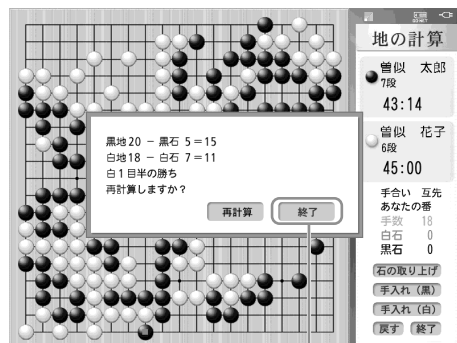 地の計算
曽似　太郎
7段
43:14
曽似　花子
6段
45:00
手合い　互先
あなたの番
手数　18
白石　0
黒石　0
石の取り上げ
手入れ（黒）
手入れ（白）
戻す　終了
黒地20 − 黒石 5＝15
白地18 − 白石 7＝11
白1目半の勝ち
再計算しますか？
再計算　終了